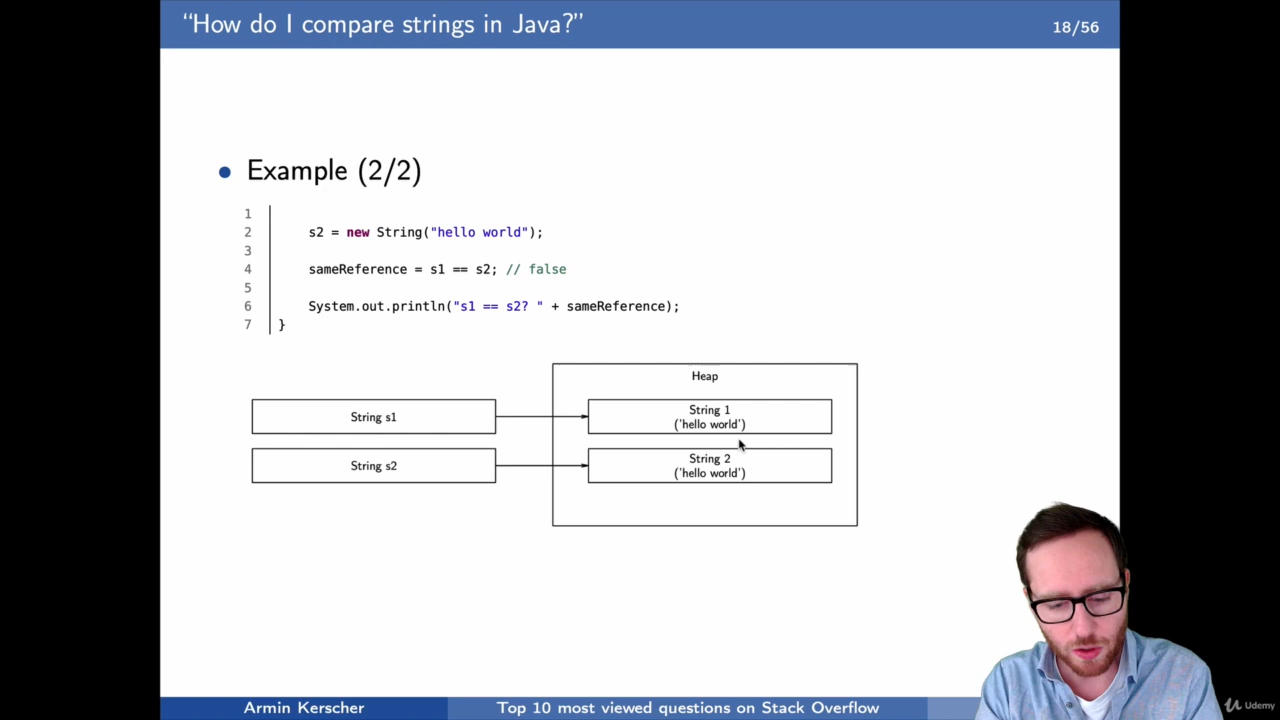 “How do I compare strings in Java?”
18/56
● Example (2/2)
1
2 s2 = new String("hello world");
3
4 sameReference = s1 == s2; // false
5
6 System.out.println("s1 == s2? " + sameReference);
7 }
Heap
String s1
String 1
('hello world')
String s2
String 2
('hello world')
Armin Kerscher
Top 10 most viewed questions on Stack Overflow
Udemy